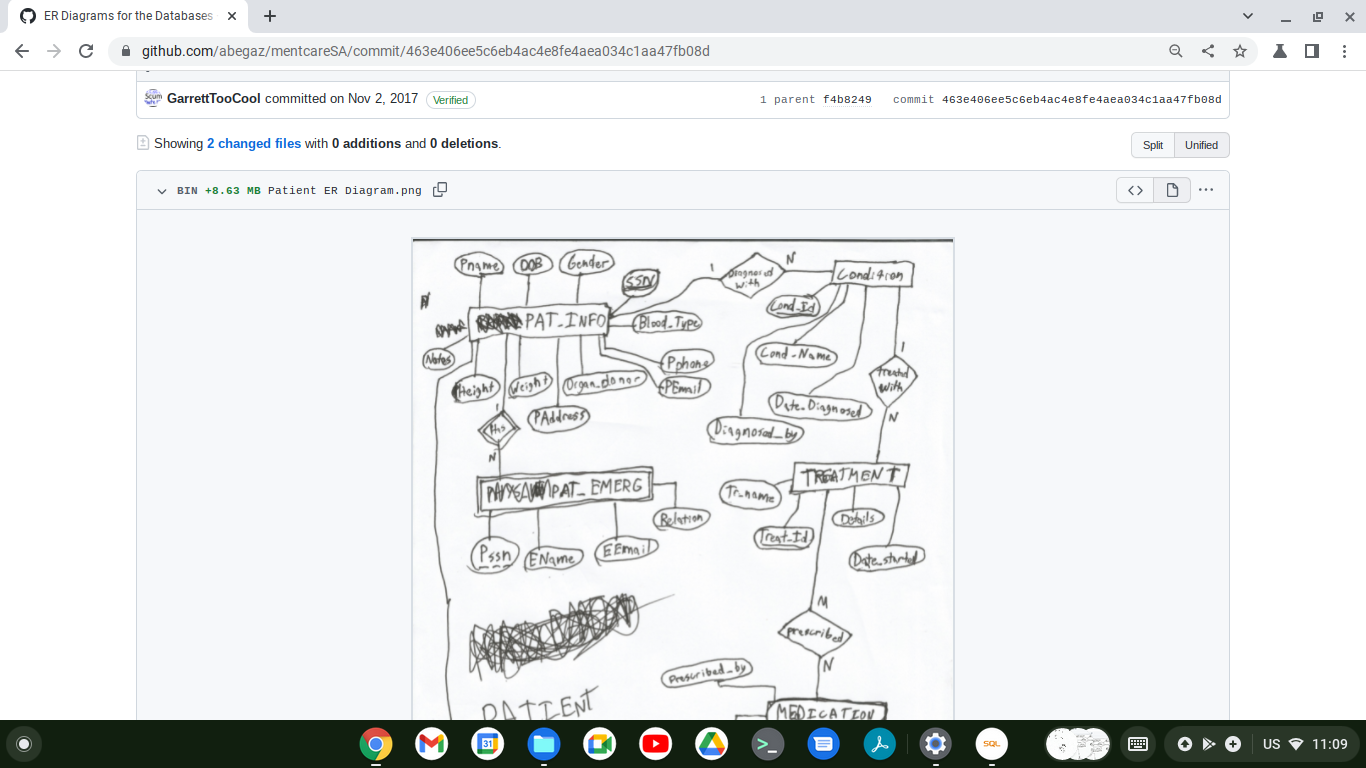 ER Diagrams for the Databases
github.com/abegaz/mentcareSA/commit/463e406ee5c6eb4ac4e8fe4aea034c1aa47fb08d
GarrettTooCool committed on Nov 2, 2017 Verified 1 parent f4b8249 commit 463e406ee5c6eb4ac4e8fe4aea034c1aa47fb08d
Showing 2 changed files with 0 additions and 0 deletions. Split Unified
BIN +8.63 MB Patient ER Diagram.png
Pname DOB Gender
SSN
1 Diagnosed With N Condition
Cond_Id
PAT_INFO Blood_Type
Notes Pphone Cond_Name 1
Height Weight Organ_donor PEmail treated With
PAddress Date_Diagnosed
1 His N
Diagnosed_by
N
PAT_EMERG TREATMENT
Tr_name
Relation Details
Treat_Id
Pssn EName EEmail Date_started
M
Prescribed
N
Prescribed_by
PATIENT MEDICATION
31
SQL
US 11:09